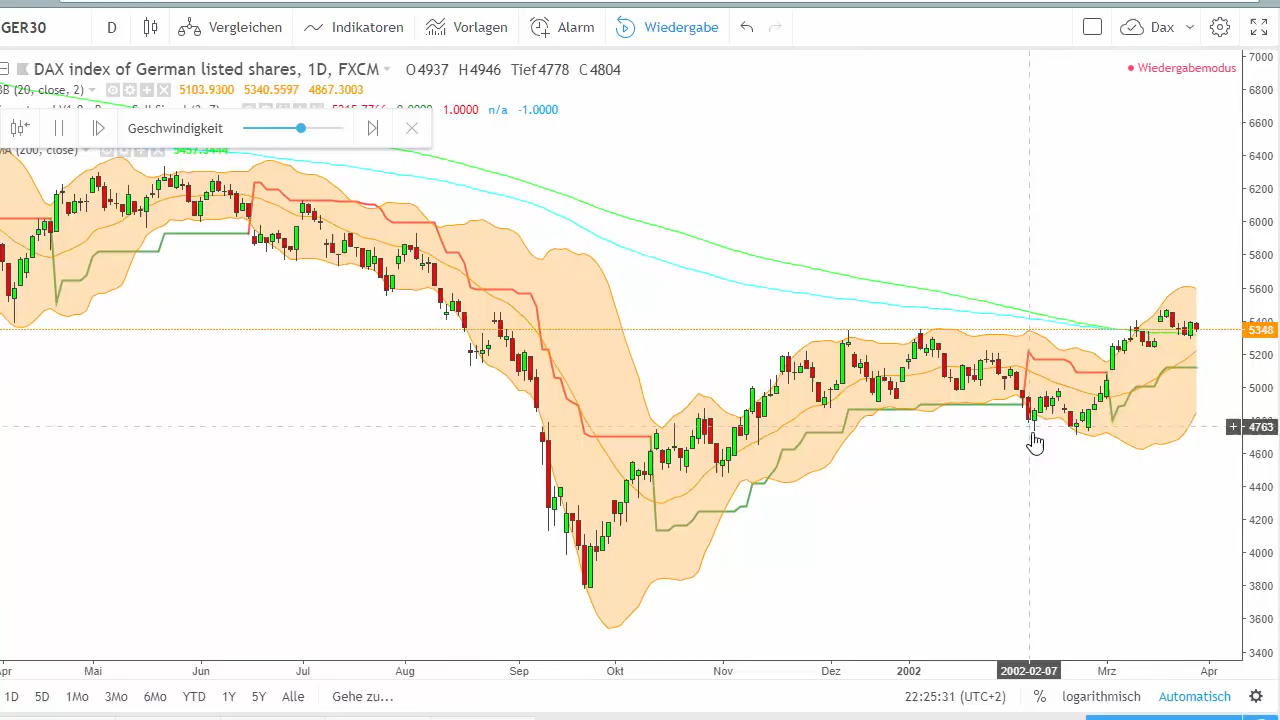 GER30 D Vergleichen Indikatoren Vorlagen Alarm Wiedergabe Dax
DAX index of German listed shares, 1D, FXCM O4937 H4946 Tief4778 C4804
Wiedergabemodus
BB (20, close, 2) 5103.9300 5340.5597 4867.3003
1.0000 n/a -1.0000
Geschwindigkeit
MA (200, close)
7000
6800
6600
6400
6200
6000
5800
5600
5348
5200
5000
4763
4600
4400
4200
4000
3800
3600
3400
Mai Jun Jul Aug Sep Okt Nov Dez 2002 2002-02-07 Mrz Apr
1D 5D 1Mo 3Mo 6Mo YTD 1Y 5Y Alle Gehe zu... 22:25:31 (UTC+2) % logarithmisch Automatisch